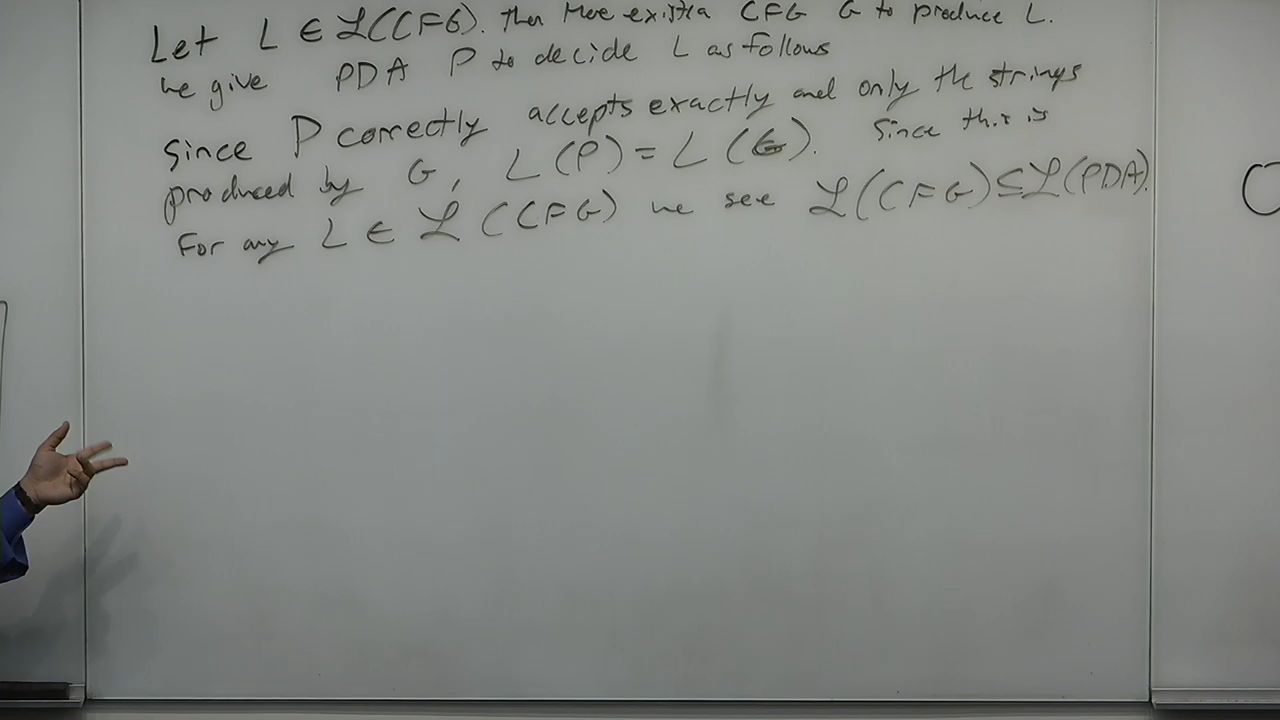 Let L ∈ ℒ(CFG). Then there exists a CFG G to produce L.
we give PDA P to decide L as follows
Since P correctly accepts exactly and only the strings
produced by G, L(P) = L(G). Since this is
For any L ∈ ℒ(CFG) we see ℒ(CFG) ⊆ ℒ(PDA).